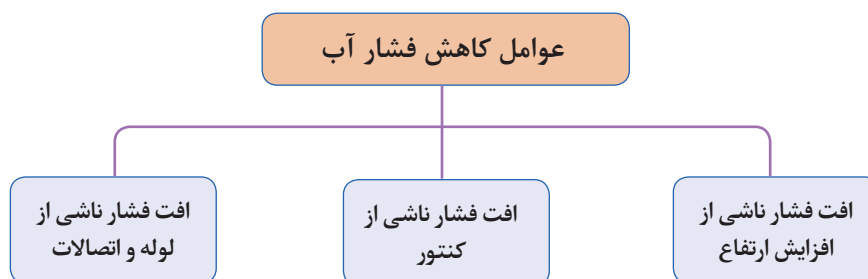 عوامل کاهش فشار آب
افت فشار ناشی از
افزایش ارتفاع
افت فشار ناشی از
کنتور
افت فشار ناشی از
لوله و اتصالات